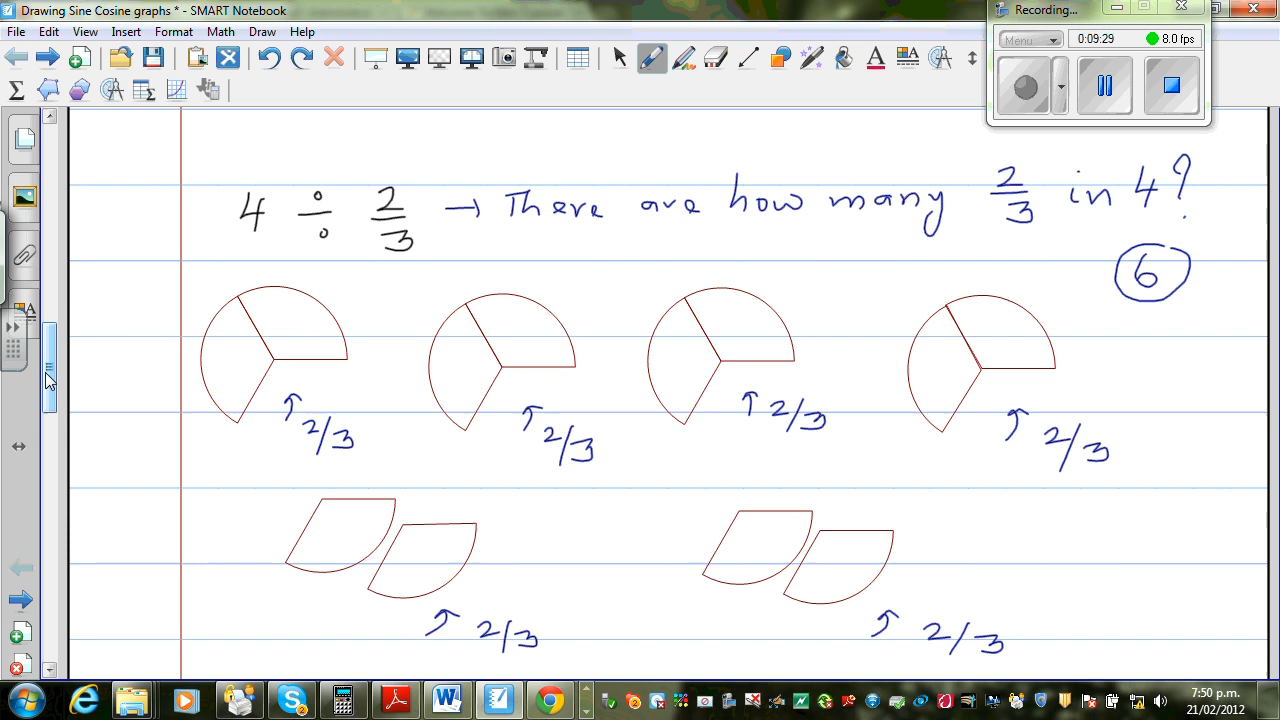 Drawing Sine Cosine graphs * - SMART Notebook
Recording...
File Edit View Insert Format Math Draw Help
Menu 0:09:29 8.0 fps
4 ÷ 2/3 → There are how many 2/3 in 4?
6
↑ 2/3 ↑ 2/3 ↑ 2/3 ↑ 2/3
↑ 2/3 ↑ 2/3
7:50 p.m.
21/02/2012